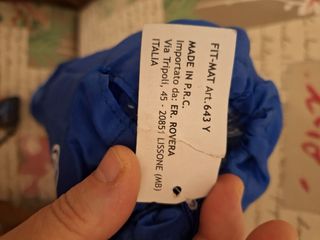 FIT-MAT Art.643 Y
MADE IN P.R.C.
Importato da: ER. ROVERA
Via Tripoli, 45 - 20851 LISSONE (MB)
ITALIA